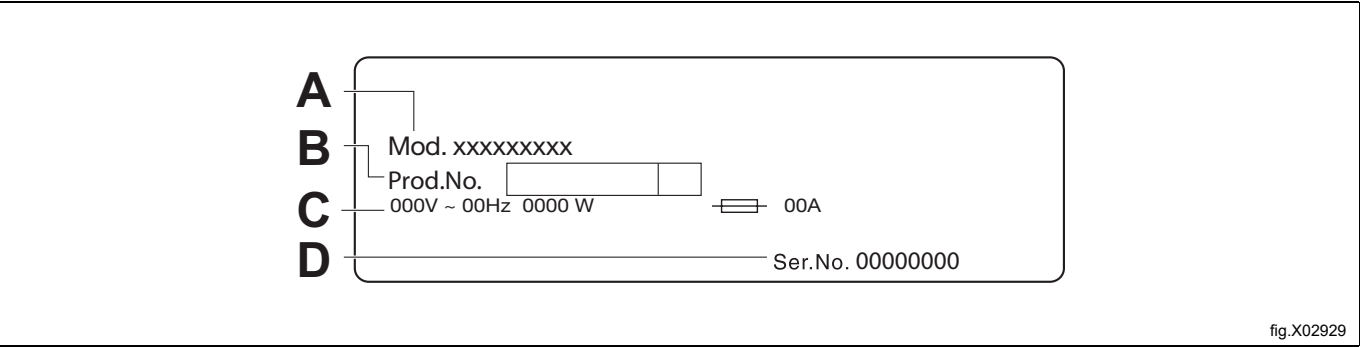 A
Mod. xxxxxxxxx
B
Prod.No.
C
000V ~ 00Hz 0000 W 00A
D
Ser.No. 00000000
fig.X02929